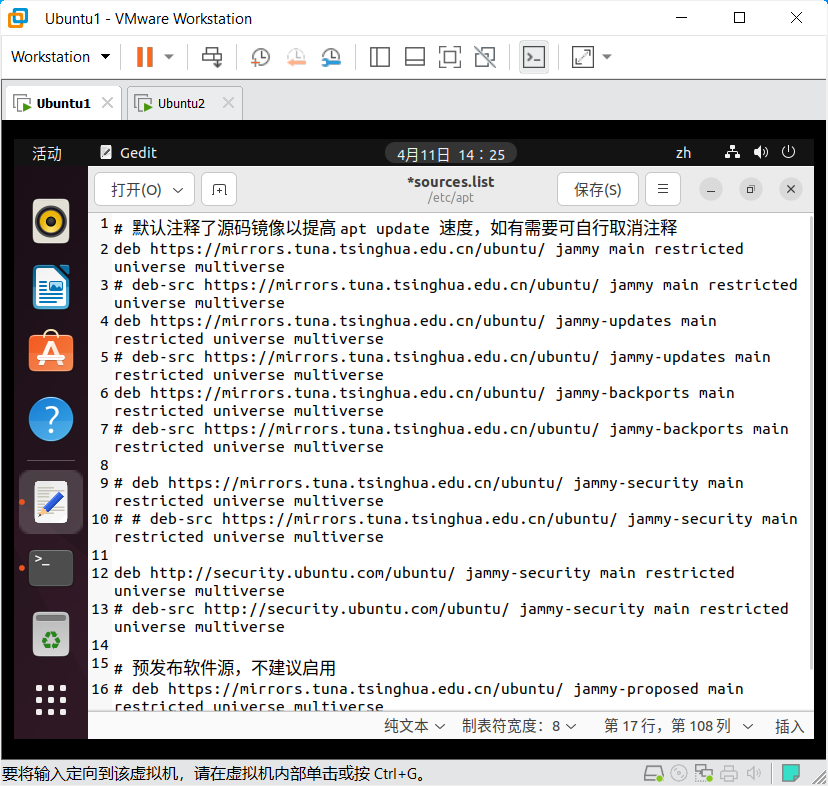 Ubuntu1 - VMware Workstation
Workstation
Ubuntu1
Ubuntu2
活动
Gedit
4月11日 14：25
zh
打开(O)
*sources.list
/etc/apt
保存(S)
1 # 默认注释了源码镜像以提高 apt update 速度，如有需要可自行取消注释
2 deb https://mirrors.tuna.tsinghua.edu.cn/ubuntu/ jammy main restricted
universe multiverse
3 # deb-src https://mirrors.tuna.tsinghua.edu.cn/ubuntu/ jammy main restricted
universe multiverse
4 deb https://mirrors.tuna.tsinghua.edu.cn/ubuntu/ jammy-updates main
restricted universe multiverse
5 # deb-src https://mirrors.tuna.tsinghua.edu.cn/ubuntu/ jammy-updates main
restricted universe multiverse
6 deb https://mirrors.tuna.tsinghua.edu.cn/ubuntu/ jammy-backports main
restricted universe multiverse
7 # deb-src https://mirrors.tuna.tsinghua.edu.cn/ubuntu/ jammy-backports main
restricted universe multiverse
8
9 # deb https://mirrors.tuna.tsinghua.edu.cn/ubuntu/ jammy-security main
restricted universe multiverse
10 # # deb-src https://mirrors.tuna.tsinghua.edu.cn/ubuntu/ jammy-security main
restricted universe multiverse
11
12 deb http://security.ubuntu.com/ubuntu/ jammy-security main restricted
universe multiverse
13 # deb-src http://security.ubuntu.com/ubuntu/ jammy-security main restricted
universe multiverse
14
15 # 预发布软件源，不建议启用
16 # deb https://mirrors.tuna.tsinghua.edu.cn/ubuntu/ jammy-proposed main
restricted universe multiverse
纯文本
制表符宽度：8
第 17 行，第 108 列
插入
要将输入定向到该虚拟机，请在虚拟机内部单击或按 Ctrl+G。